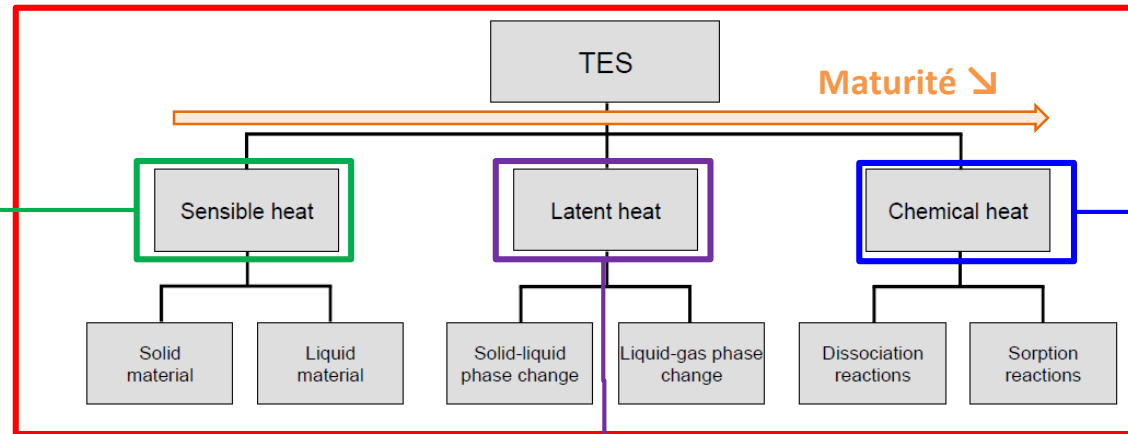 TES
Maturité ↘
Sensible heat
Latent heat
Chemical heat
Solid
material
Liquid
material
Solid-liquid
phase change
Liquid-gas phase
change
Dissociation
reactions
Sorption
reactions